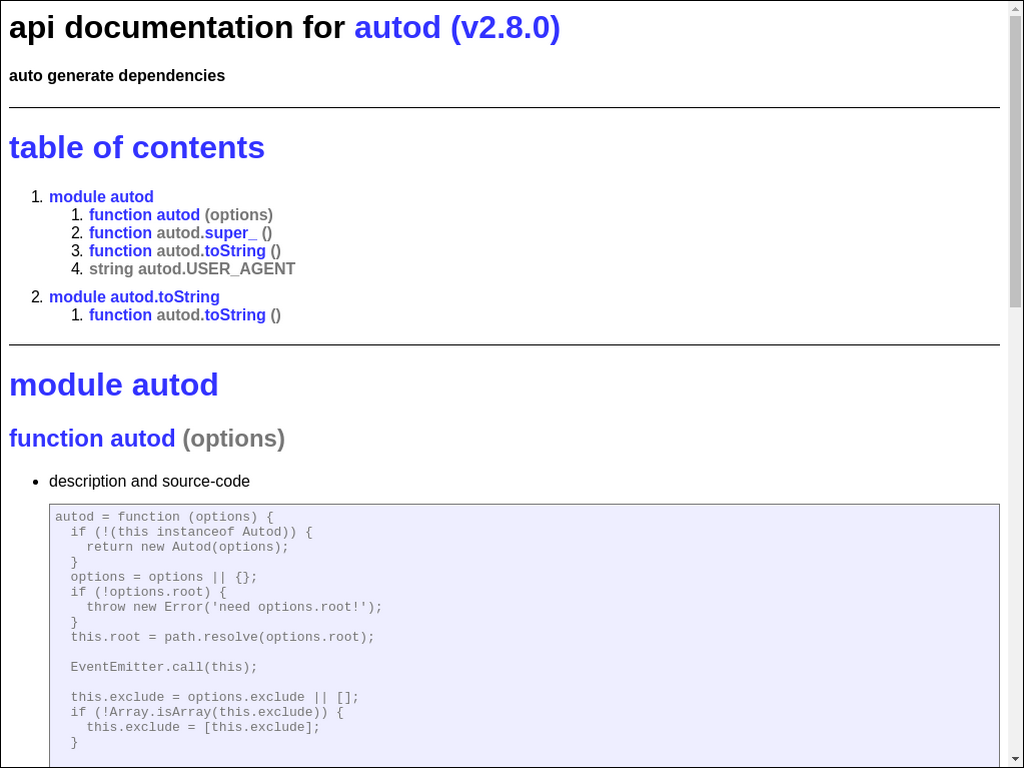 api documentation for autod (v2.8.0)
auto generate dependencies
table of contents
1. module autod
1. function autod (options)
2. function autod.super_ ()
3. function autod.toString ()
4. string autod.USER_AGENT
2. module autod.toString
1. function autod.toString ()
module autod
function autod (options)
• description and source-code
autod = function (options) {
  if (!(this instanceof Autod)) {
    return new Autod(options);
  }
  options = options || {};
  if (!options.root) {
    throw new Error('need options.root!');
  }
  this.root = path.resolve(options.root);

  EventEmitter.call(this);

  this.exclude = options.exclude || [];
  if (!Array.isArray(this.exclude)) {
    this.exclude = [this.exclude];
  }